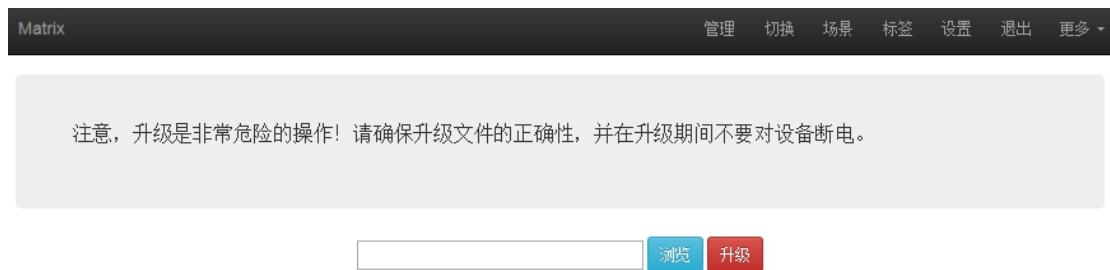 Matrix 管理 切换 场景 标签 设置 退出 更多
注意，升级是非常危险的操作！请确保升级文件的正确性，并在升级期间不要对设备断电。
浏览 升级